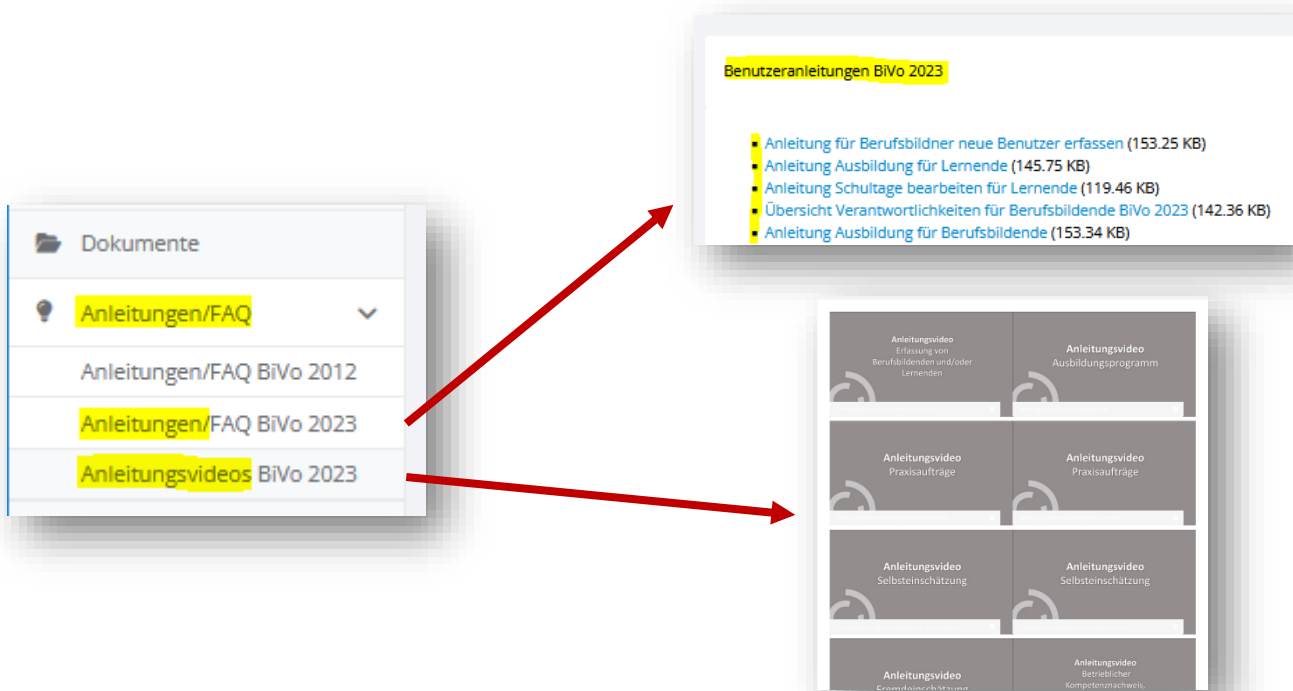 Dokumente
Anleitungen/FAQ
Anleitungen/FAQ BiVo 2012
Anleitungen/FAQ BiVo 2023
Anleitungsvideos BiVo 2023
Benutzeranleitungen BiVo 2023
Anleitung für Berufsbildner neue Benutzer erfassen (153.25 KB)
Anleitung Ausbildung für Lernende (145.75 KB)
Anleitung Schultage bearbeiten für Lernende (119.46 KB)
Übersicht Verantwortlichkeiten für Berufsbildende BiVo 2023 (142.36 KB)
Anleitung Ausbildung für Berufsbildende (153.34 KB)
Anleitungsvideo
Erfassung von
Berufsbildenden und/oder
Lernenden
Anleitungsvideo
Ausbildungsprogramm
Anleitungsvideo
Praxisaufträge
Anleitungsvideo
Praxisaufträge
Anleitungsvideo
Selbsteinschätzung
Anleitungsvideo
Selbsteinschätzung
Anleitungsvideo
Fremdeinschätzung
Anleitungsvideo
Betrieblicher
Kompetenznachweis,